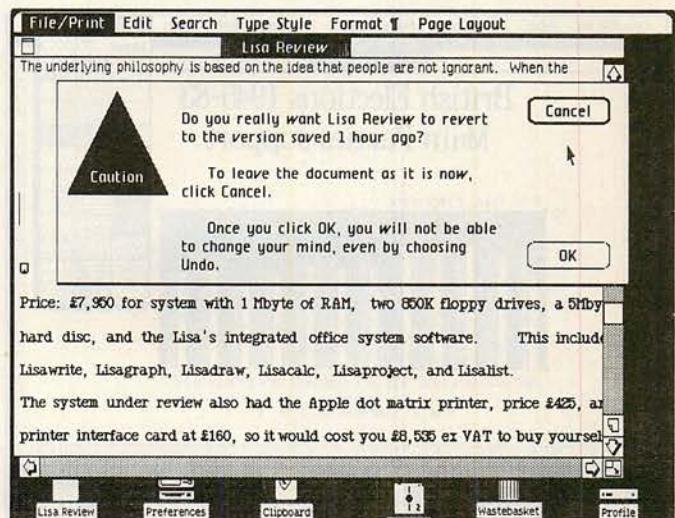 File/Print Edit Search Type Style Format ¶ Page Layout
Lisa Review
The underlying philosophy is based on the idea that people are not ignorant. When the
Caution
Do you really want Lisa Review to revert
to the version saved 1 hour ago?
To leave the document as it is now,
click Cancel.
Once you click OK, you will not be able
to change your mind, even by choosing
Undo.
Cancel
OK
Price: £7,950 for system with 1 Mbyte of RAM, two 850K floppy drives, a 5Mby
hard disc, and the Lisa's integrated office system software. This include
Lisawrite, Lisagraph, Lisadraw, Lisacalc, Lisaproject, and Lisalist.
The system under review also had the Apple dot matrix printer, price £425, an
printer interface card at £160, so it would cost you £8,535 ex VAT to buy yoursel
Lisa Review Preferences Clipboard 1 2 Wastebasket Profile